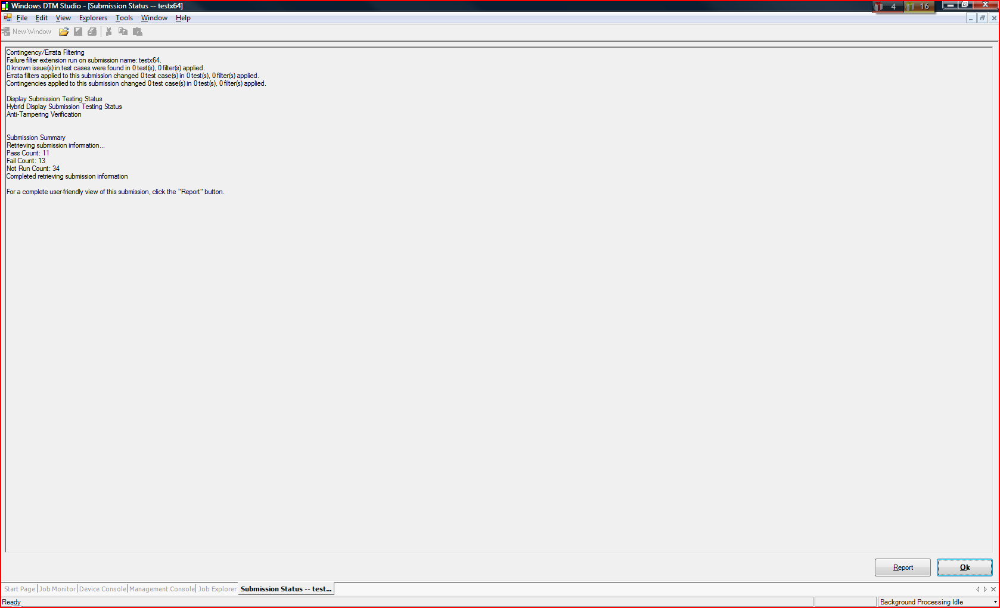 Windows DTM Studio - [Submission Status -- testx64]
4 16
File Edit View Explorers Tools Window Help
New Window
Contingency/Errata Filtering
Failure filter extension run on submission name: testx64.
0 known issue(s) in test cases were found in 0 test(s), 0 filter(s) applied.
Errata filters applied to this submission changed 0 test case(s) in 0 test(s), 0 filter(s) applied.
Contingencies applied to this submission changed 0 test case(s) in 0 test(s), 0 filter(s) applied.
Display Submission Testing Status
Hybrid Display Submission Testing Status
Anti-Tampering Verification
Submission Summary
Retrieving submission information...
Pass Count: 11
Fail Count: 13
Not Run Count: 34
Completed retrieving submission information
For a complete user-friendly view of this submission, click the "Report" button.
Report Ok
Start Page Job Monitor Device Console Management Console Job Explorer Submission Status -- test...
Ready Background Processing Idle